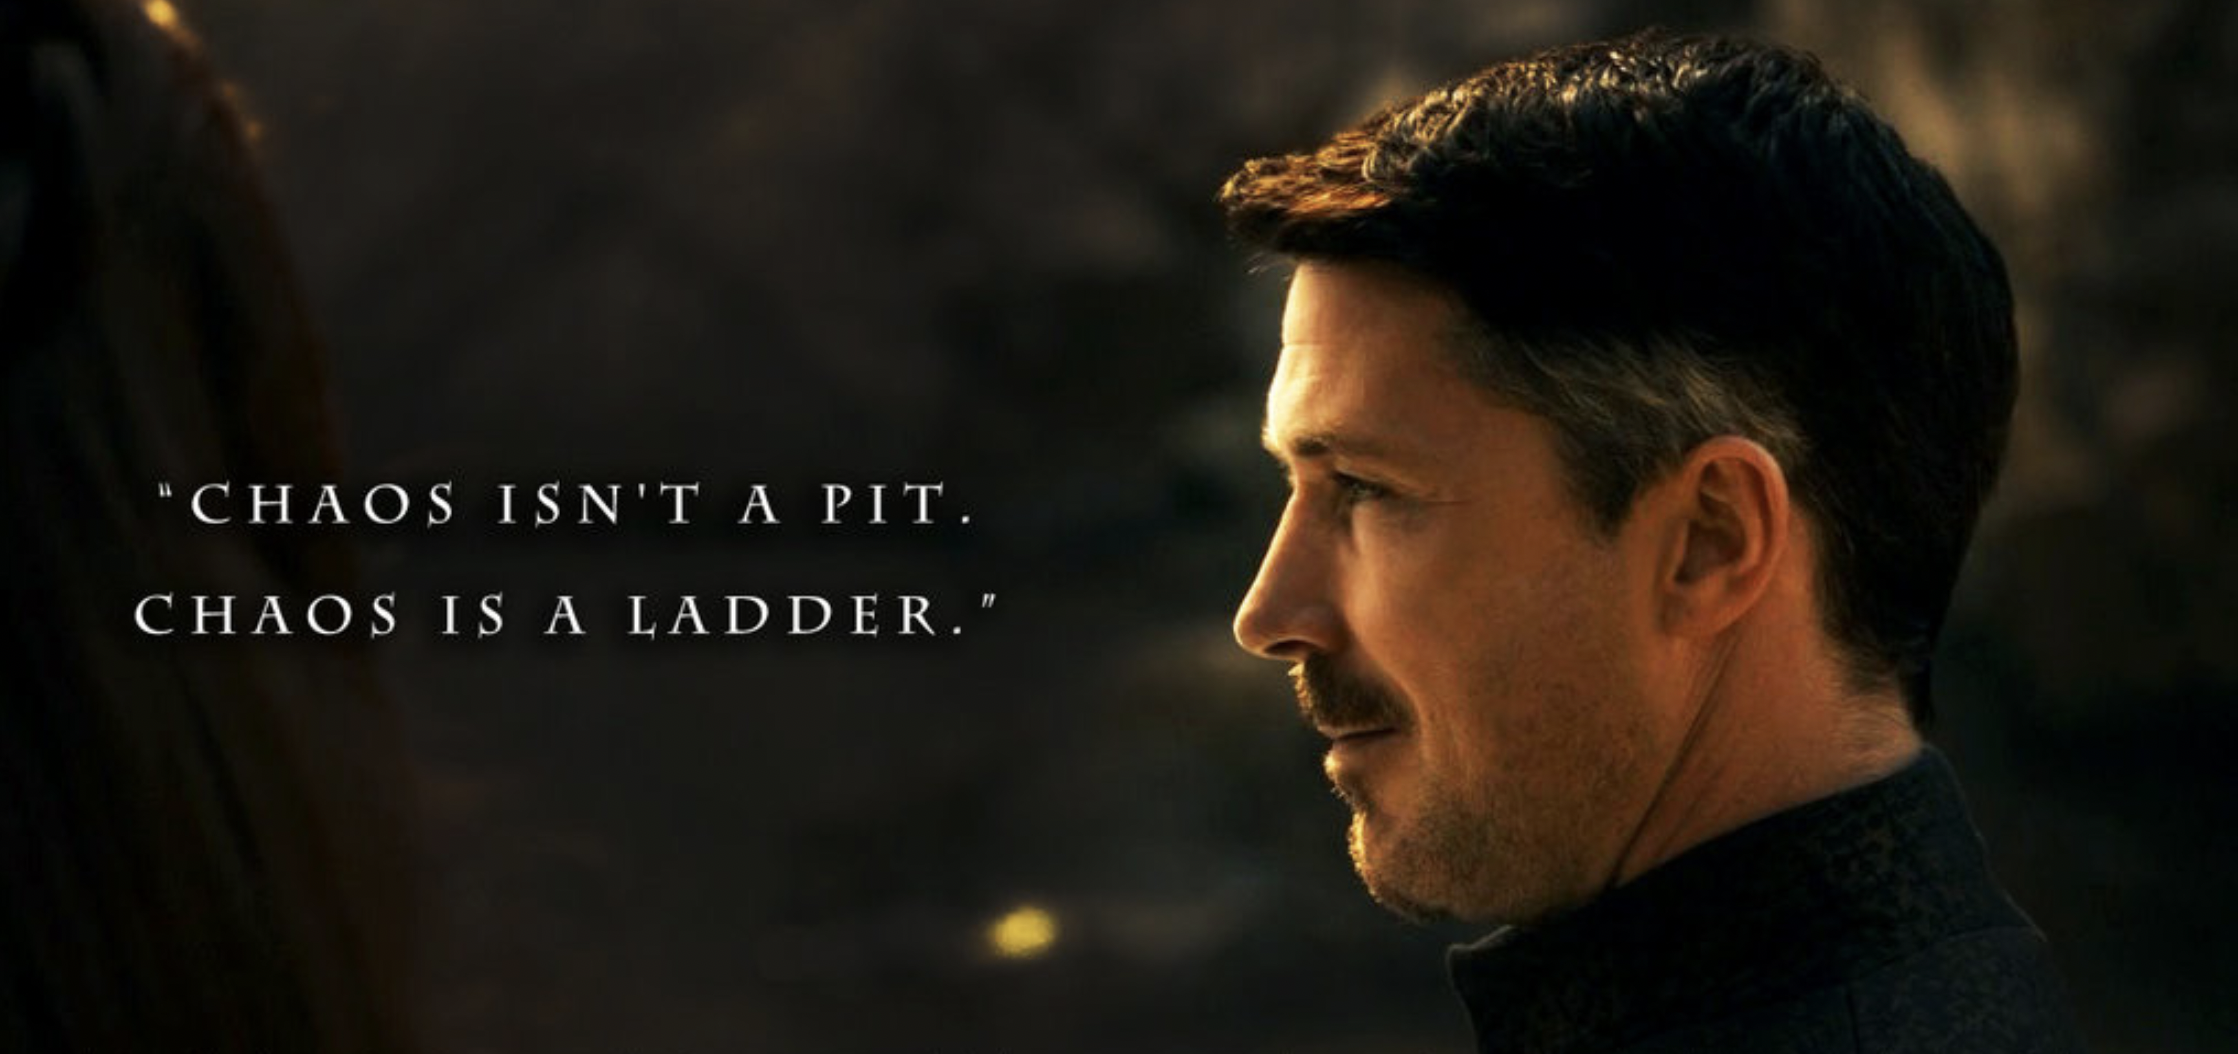 "CHAOS ISN'T A PIT.
CHAOS IS A LADDER."